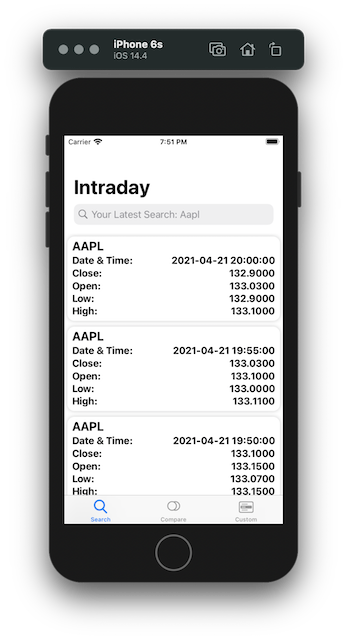 iPhone 6s
iOS 14.4
Carrier 7:51 PM
Intraday
Your Latest Search: Aapl
AAPL
Date & Time: 2021-04-21 20:00:00
Close: 132.9000
Open: 133.0300
Low: 132.9000
High: 133.1000
AAPL
Date & Time: 2021-04-21 19:55:00
Close: 133.0300
Open: 133.1000
Low: 133.0000
High: 133.1100
AAPL
Date & Time: 2021-04-21 19:50:00
Close: 133.1000
Open: 133.1500
Low: 133.0700
High: 133.1500
Search Compare Custom